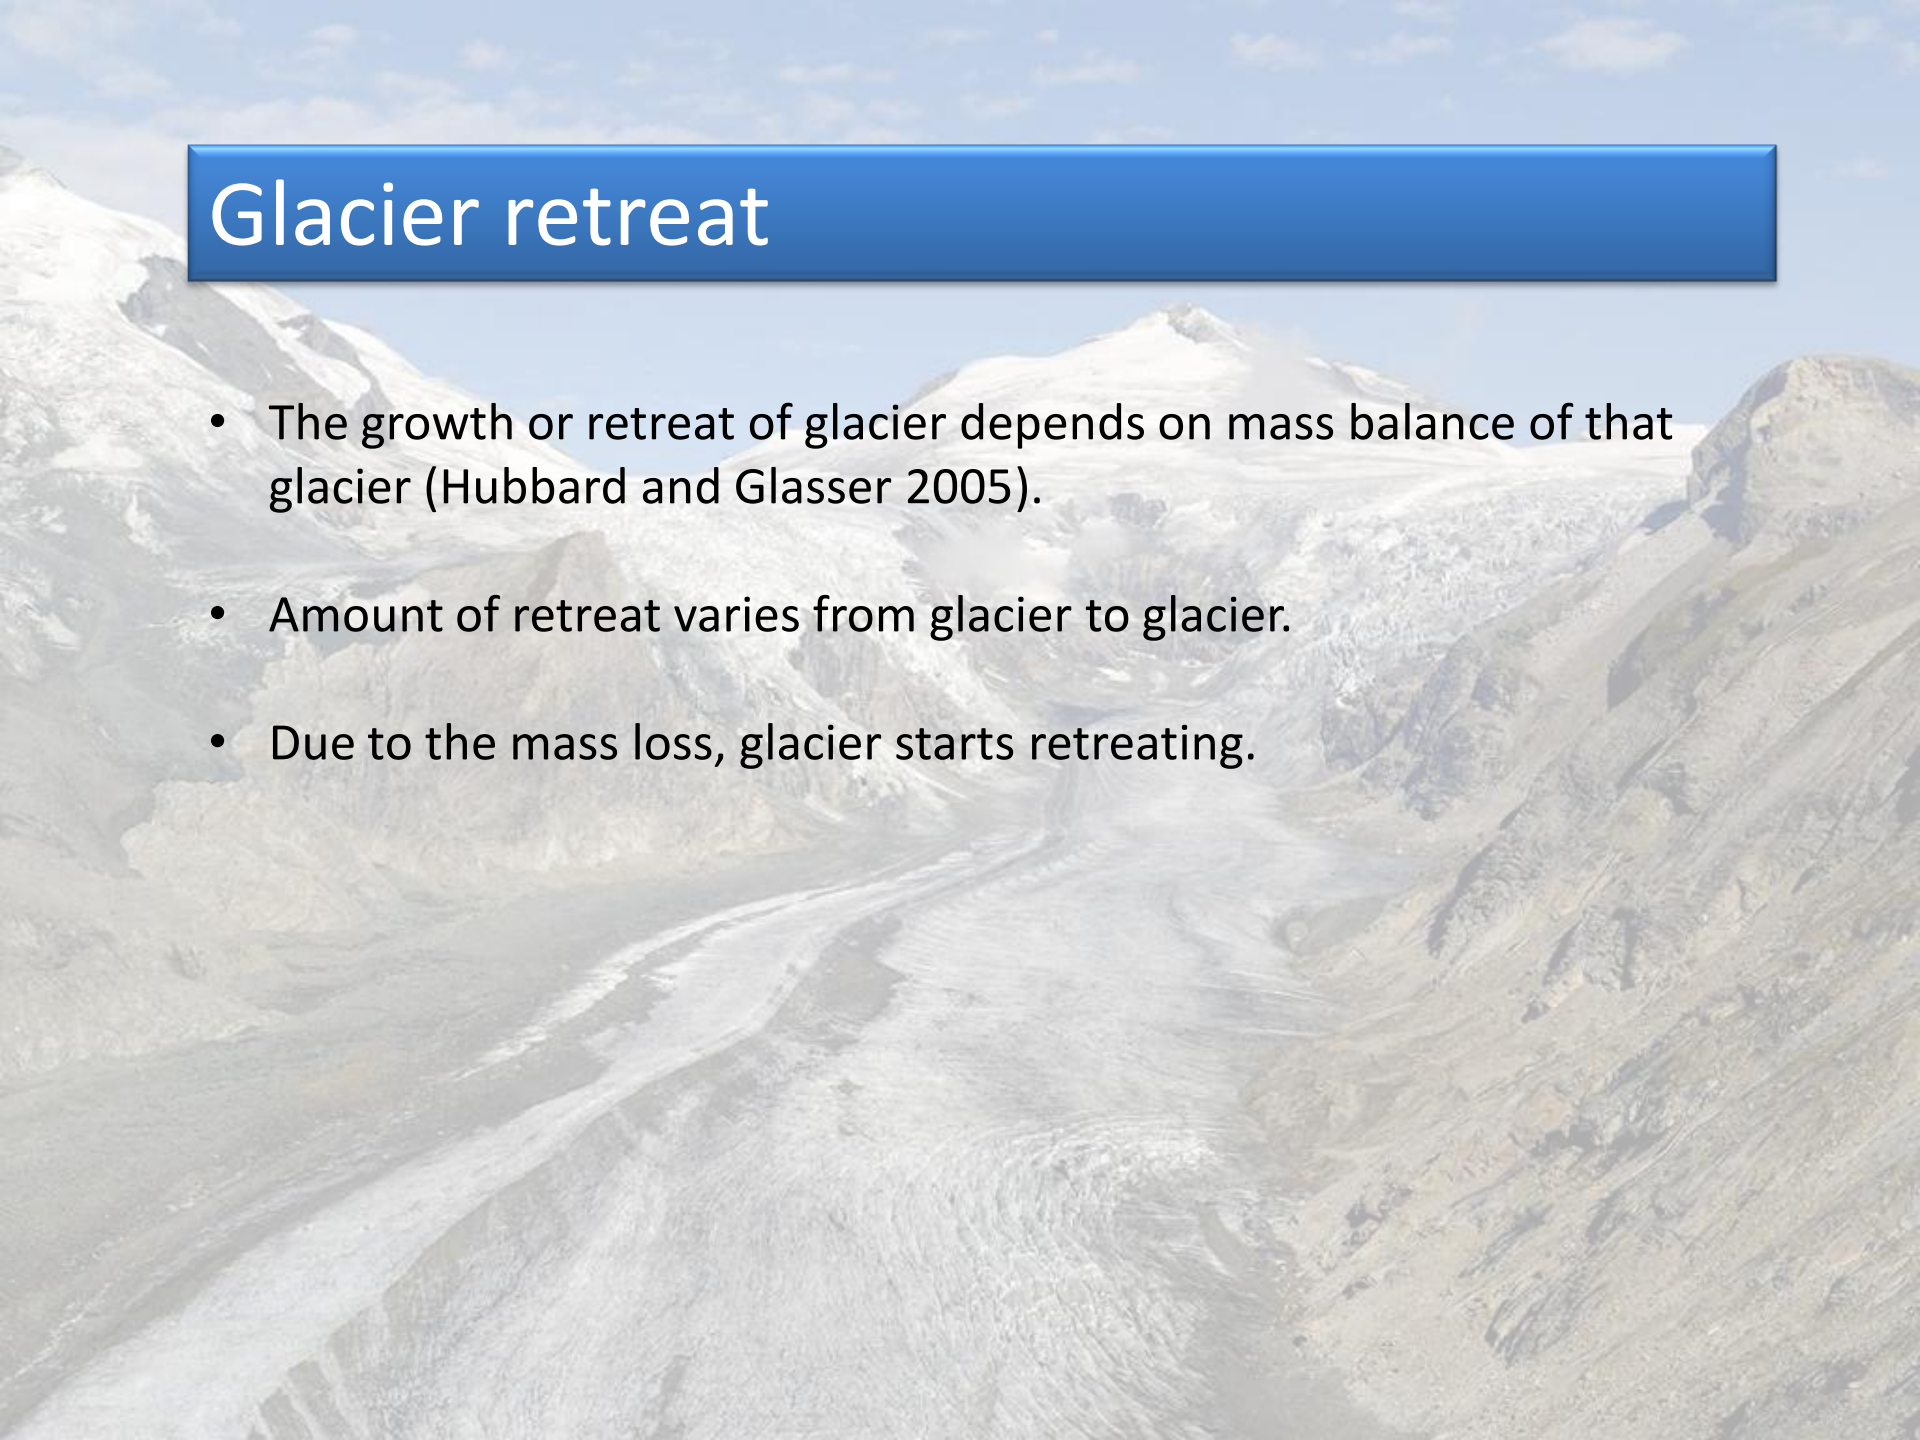 Glacier retreat
• The growth or retreat of glacier depends on mass balance of that
glacier (Hubbard and Glasser 2005).
• Amount of retreat varies from glacier to glacier.
• Due to the mass loss, glacier starts retreating.